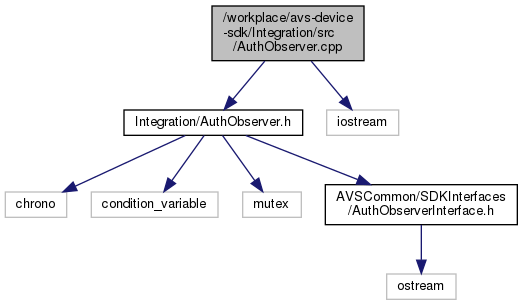 /workplace/avs-device
-sdk/Integration/src
/AuthObserver.cpp
Integration/AuthObserver.h
iostream
chrono
condition_variable
mutex
AVSCommon/SDKInterfaces
/AuthObserverInterface.h
ostream